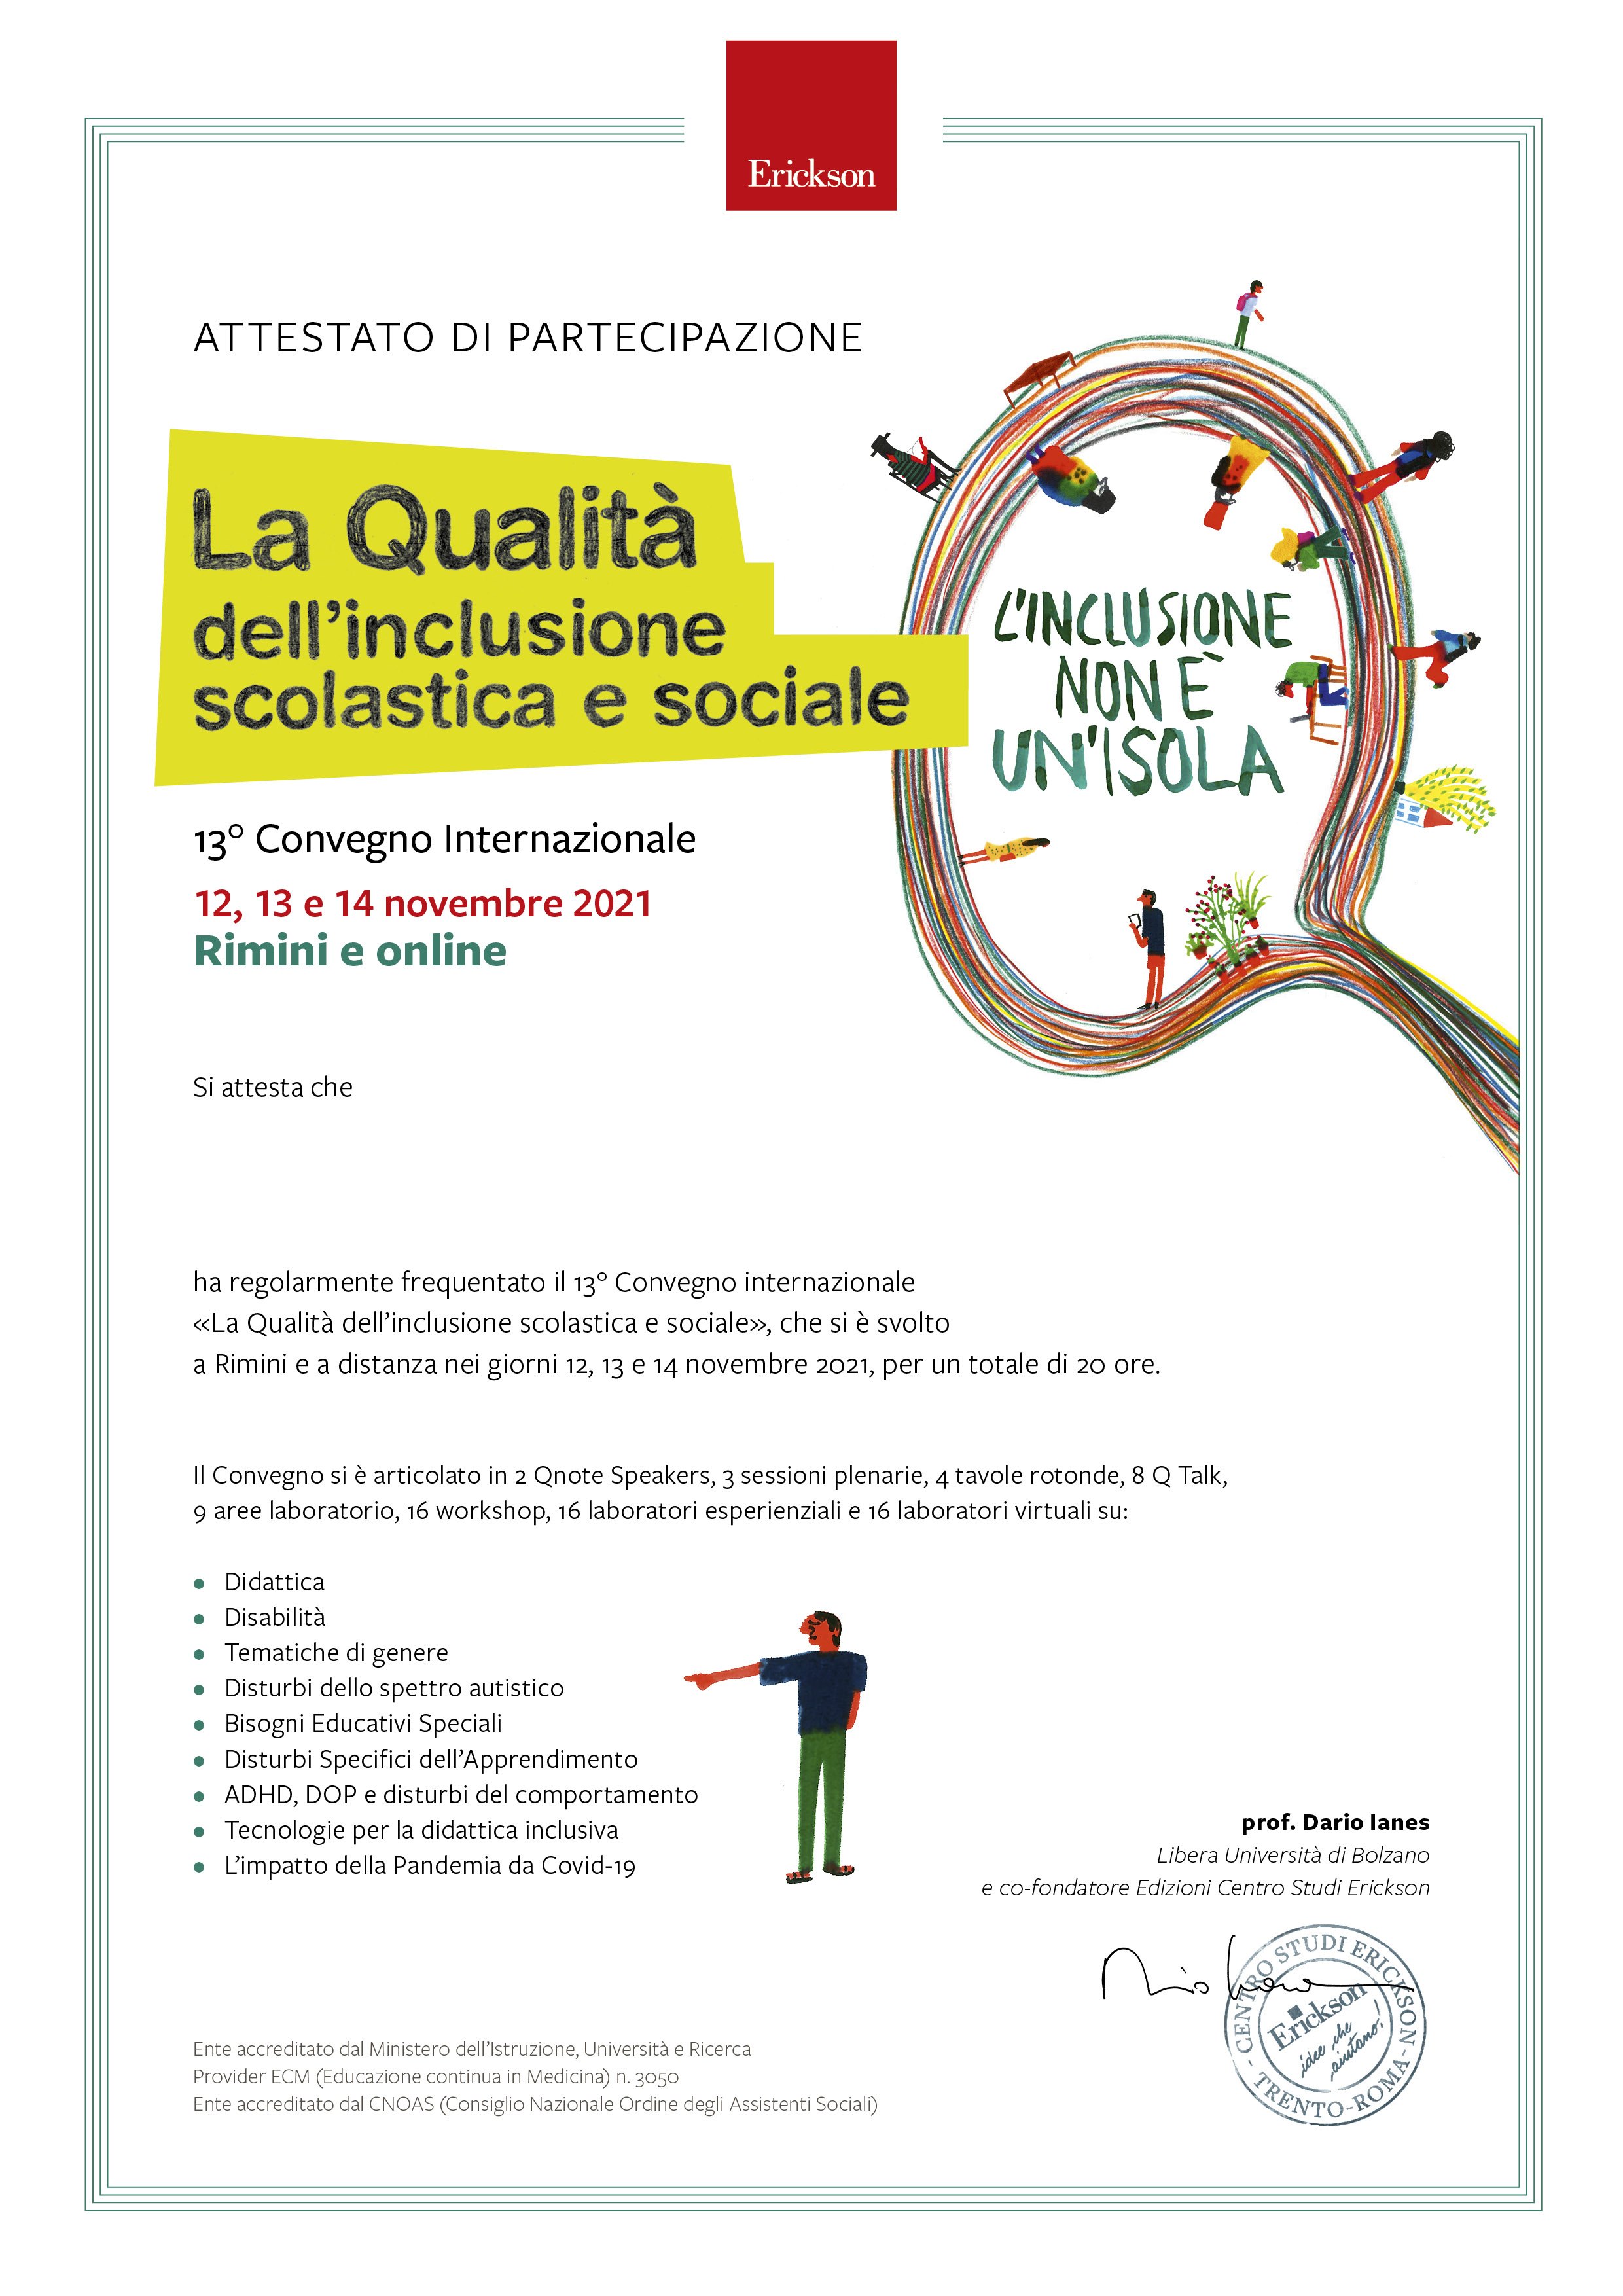 Erickson
ATTESTATO DI PARTECIPAZIONE
La Qualità
dell'inclusione
scolastica e sociale
L'INCLUSIONE
NON È
UN'ISOLA
13° Convegno Internazionale
12, 13 e 14 novembre 2021
Rimini e online
Si attesta che
ha regolarmente frequentato il 13° Convegno internazionale
«La Qualità dell'inclusione scolastica e sociale», che si è svolto
a Rimini e a distanza nei giorni 12, 13 e 14 novembre 2021, per un totale di 20 ore.
Il Convegno si è articolato in 2 Qnote Speakers, 3 sessioni plenarie, 4 tavole rotonde, 8 Q Talk,
9 aree laboratorio, 16 workshop, 16 laboratori esperienziali e 16 laboratori virtuali su:
• Didattica
• Disabilità
• Tematiche di genere
• Disturbi dello spettro autistico
• Bisogni Educativi Speciali
• Disturbi Specifici dell'Apprendimento
• ADHD, DOP e disturbi del comportamento
• Tecnologie per la didattica inclusiva
• L'impatto della Pandemia da Covid-19
prof. Dario Ianes
Libera Università di Bolzano
e co-fondatore Edizioni Centro Studi Erickson
CENTRO STUDI ERICKSON
Erickson
idee che
aiutano!
- TRENTO-ROMA -
Ente accreditato dal Ministero dell'Istruzione, Università e Ricerca
Provider ECM (Educazione continua in Medicina) n. 3050
Ente accreditato dal CNOAS (Consiglio Nazionale Ordine degli Assistenti Sociali)